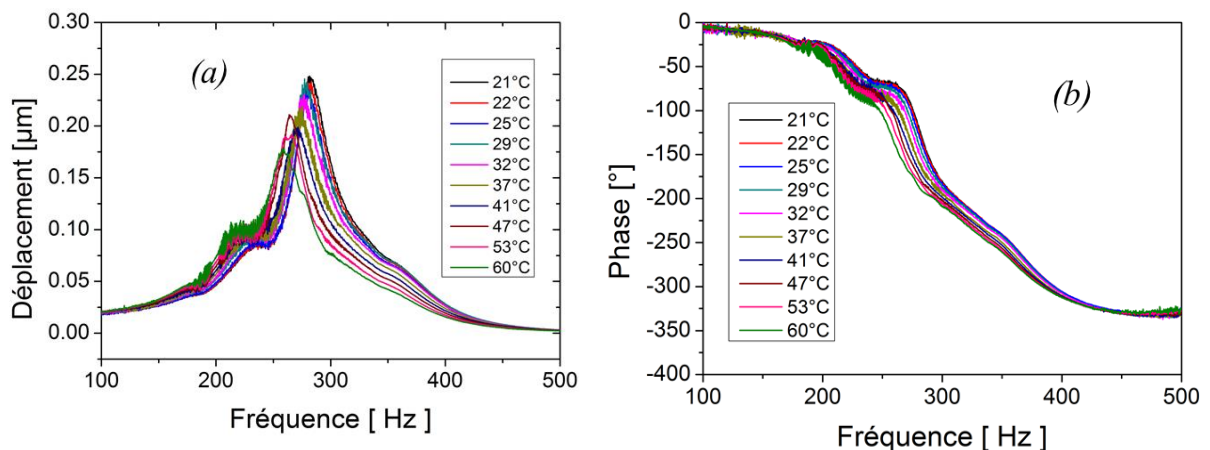 (a)
Déplacement [µm]
0.30
0.25
0.20
0.15
0.10
0.05
0.00
100
200
300
400
500
Fréquence [ Hz ]
21°C
22°C
25°C
29°C
32°C
37°C
41°C
47°C
53°C
60°C
(b)
Phase [°]
0
-50
-100
-150
-200
-250
-300
-350
-400
100
200
300
400
500
Fréquence [ Hz ]
21°C
22°C
25°C
29°C
32°C
37°C
41°C
47°C
53°C
60°C